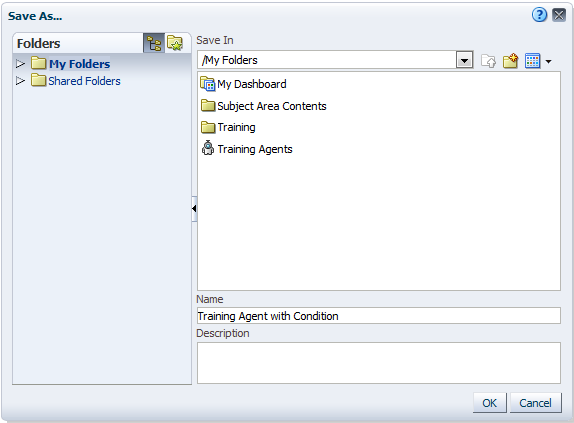 Save As...
Folders
My Folders
Shared Folders
Save In
/My Folders
My Dashboard
Subject Area Contents
Training
Training Agents
Name
Training Agent with Condition
Description
OK
Cancel